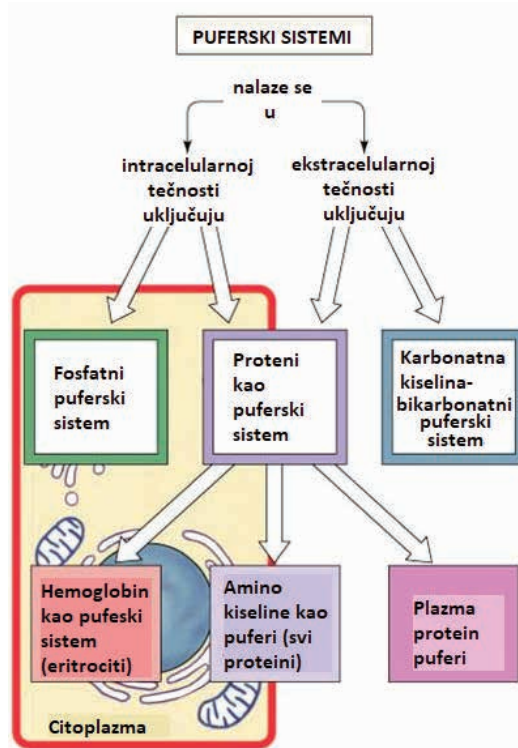 PUFERSKI SISTEMI
nalaze se
u
intracelularnoj
tečnosti
uključuju
ekstracelularnoj
tečnosti
uključuju
Fosfatni
puferski
sistem
Proteni
kao
puferski
sistem
Karbonatna
kiselina-
bikarbonatni
puferski
sistem
Hemoglobin
kao pufeski
sistem
(eritrociti)
Amino
kiseline kao
puferi (svi
proteini)
Plazma
protein
puferi
Citoplazma